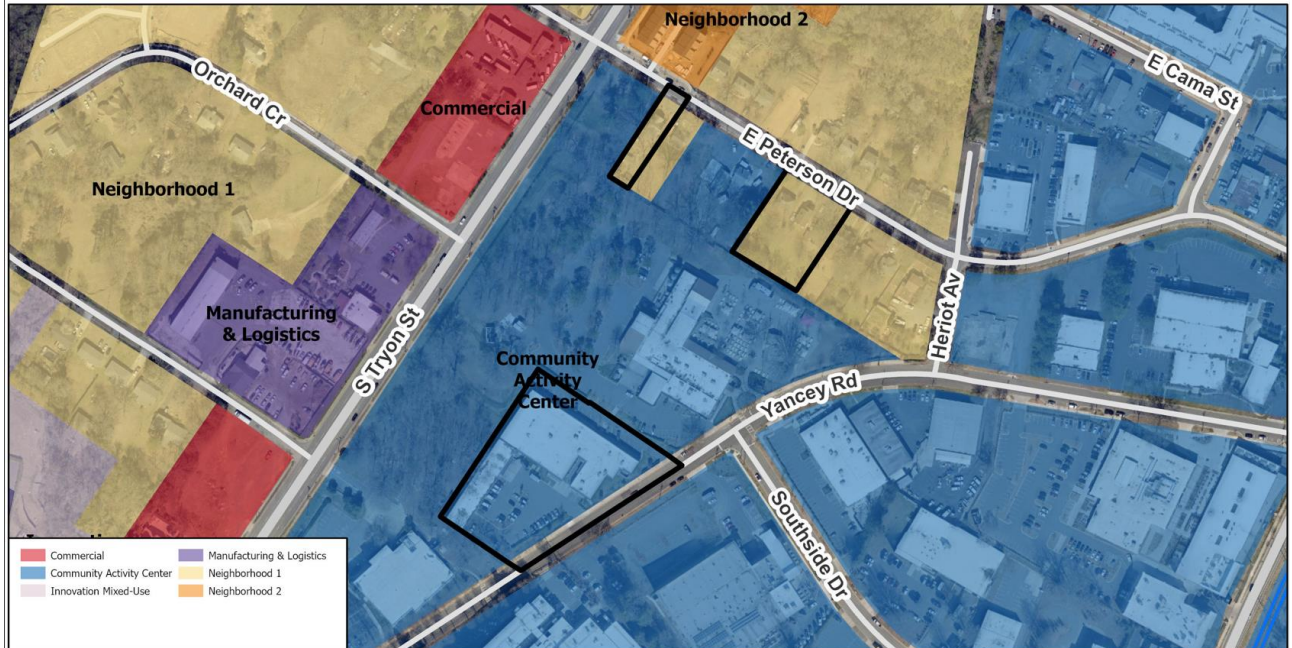 Neighborhood 2
E Cama St
Orchard Cr
Commercial
E Peterson Dr
Neighborhood 1
Manufacturing
& Logistics
S Tryon St
Heriot Av
Community
Activity
Center
Yancey Rd
Southside Dr
Commercial
Manufacturing & Logistics
Community Activity Center
Neighborhood 1
Innovation Mixed-Use
Neighborhood 2